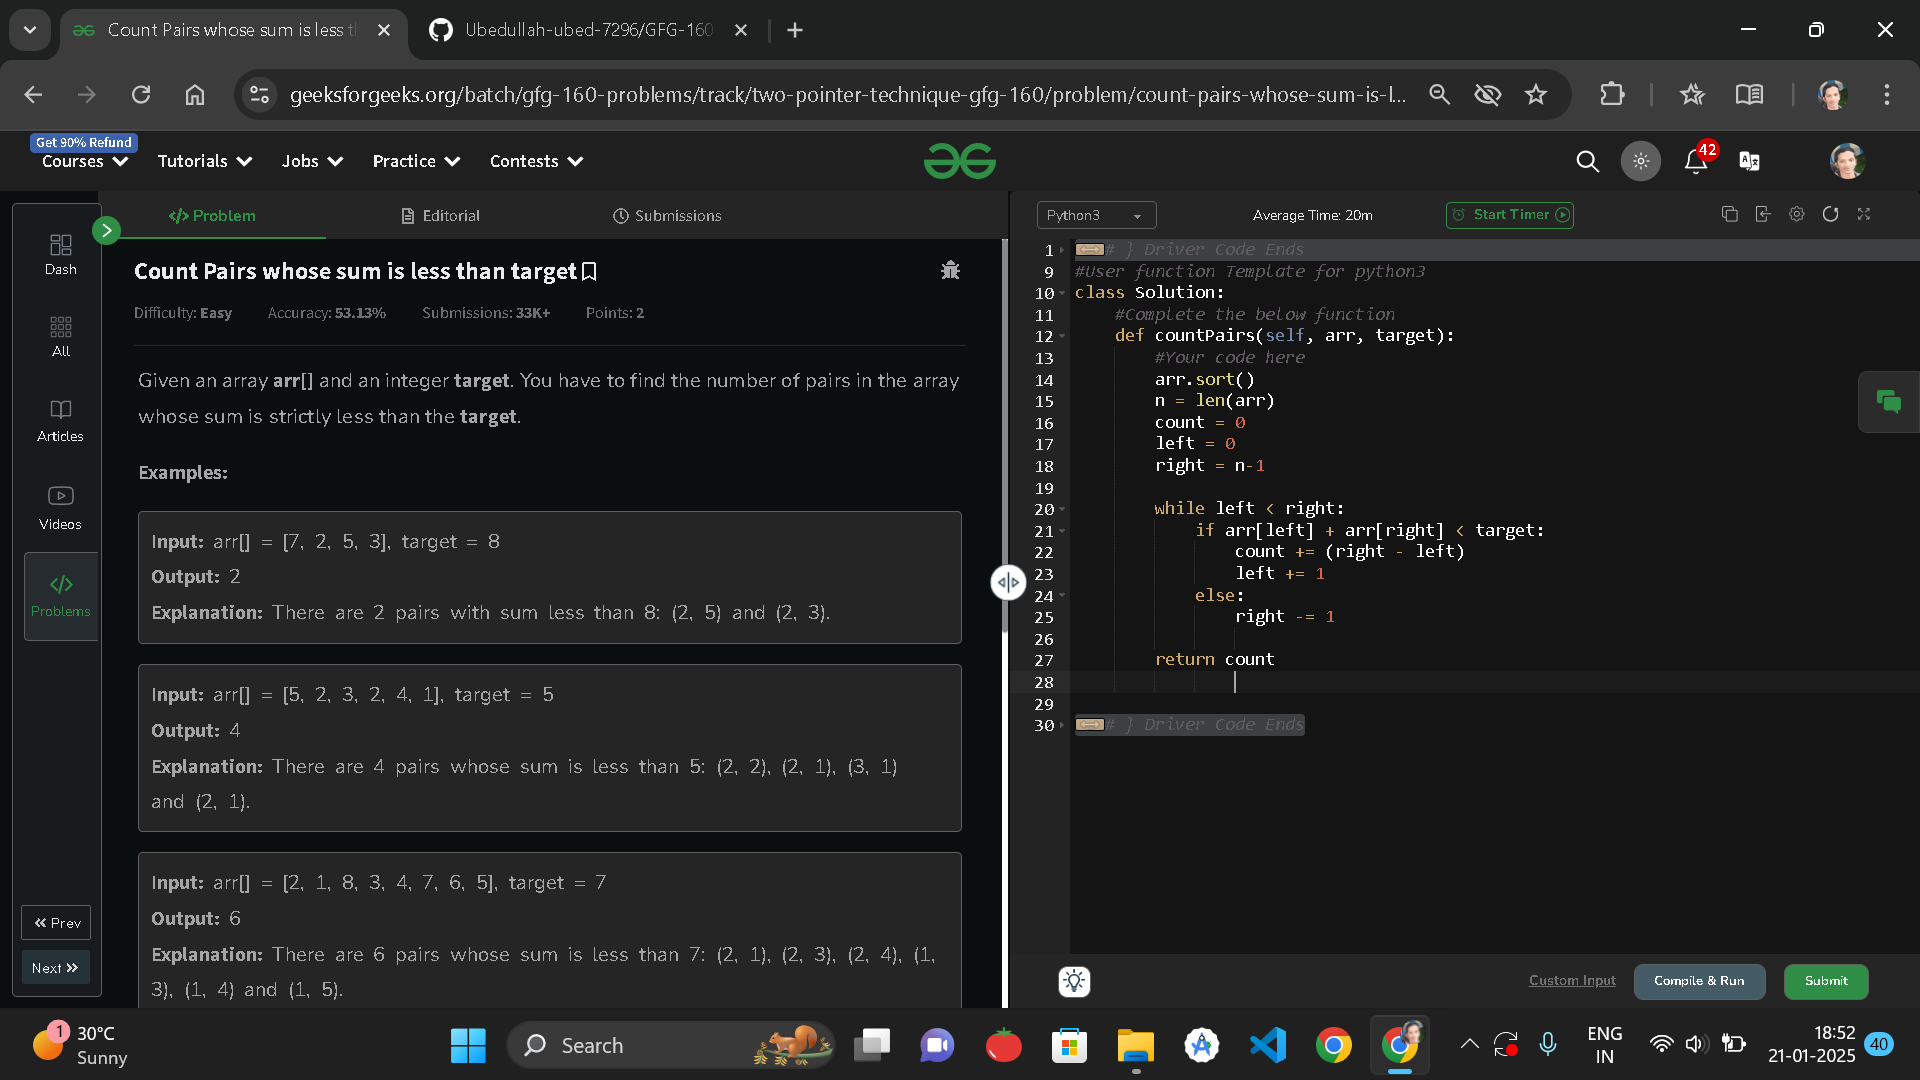 Count Pairs whose sum is less th
Ubedullah-ubed-7296/GFG-160
geeksforgeeks.org/batch/gfg-160-problems/track/two-pointer-technique-gfg-160/problem/count-pairs-whose-sum-is-l...
Get 90% Refund
Courses
Tutorials
Jobs
Practice
Contests
42
Dash
All
Articles
Videos
Problems
Prev
Next
Problem
Editorial
Submissions
Count Pairs whose sum is less than target
Difficulty: Easy
Accuracy: 53.13%
Submissions: 33K+
Points: 2
Given an array arr[] and an integer target. You have to find the number of pairs in the array
whose sum is strictly less than the target.
Examples:
Input: arr[] = [7, 2, 5, 3], target = 8
Output: 2
Explanation: There are 2 pairs with sum less than 8: (2, 5) and (2, 3).
Input: arr[] = [5, 2, 3, 2, 4, 1], target = 5
Output: 4
Explanation: There are 4 pairs whose sum is less than 5: (2, 2), (2, 1), (3, 1)
and (2, 1).
Input: arr[] = [2, 1, 8, 3, 4, 7, 6, 5], target = 7
Output: 6
Explanation: There are 6 pairs whose sum is less than 7: (2, 1), (2, 3), (2, 4), (1,
3), (1, 4) and (1, 5).
Python3
Average Time: 20m
Start Timer
1 # } Driver Code Ends
9 #User function Template for python3
10 class Solution:
11 #Complete the below function
12 def countPairs(self, arr, target):
13 #Your code here
14 arr.sort()
15 n = len(arr)
16 count = 0
17 left = 0
18 right = n-1
19
20 while left < right:
21 if arr[left] + arr[right] < target:
22 count += (right - left)
23 left += 1
24 else:
25 right -= 1
26
27 return count
28
29
30 # } Driver Code Ends
Custom Input
Compile & Run
Submit
1
30°C
Sunny
Search
ENG
IN
18:52
21-01-2025
40